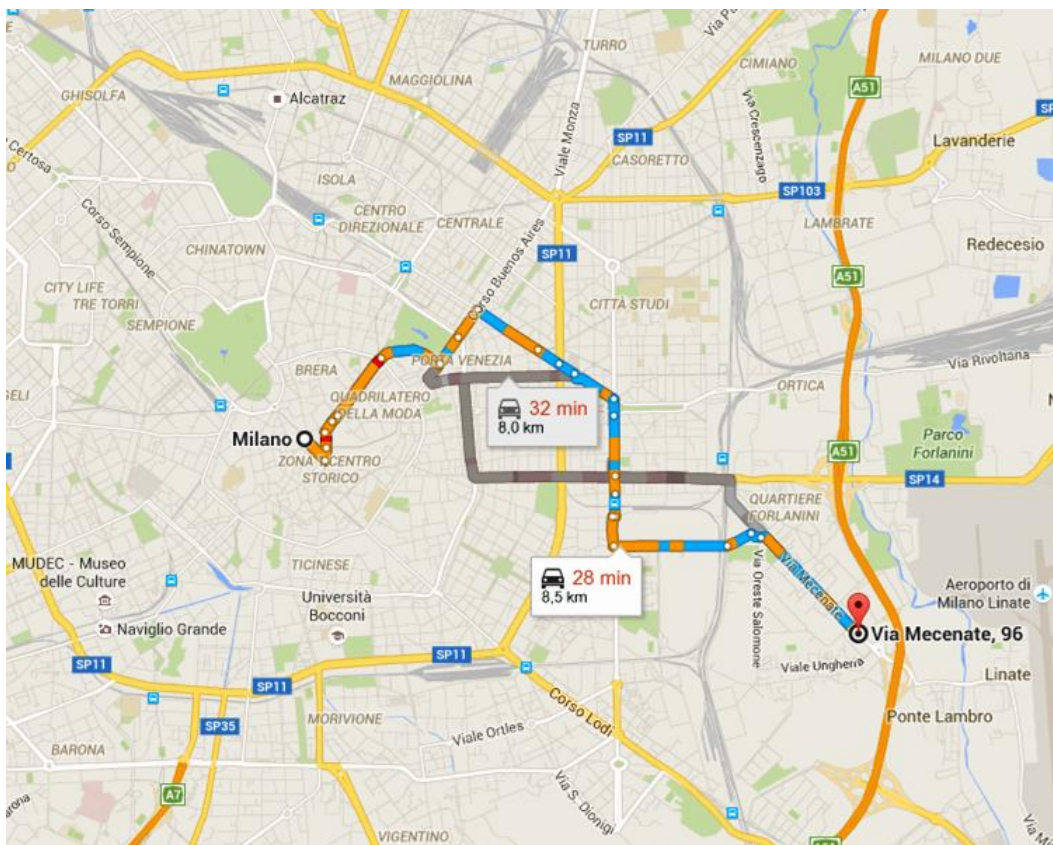 Via Pa
TURRO
CIMIANO
MILANO DUE
MAGGIOLINA
A51
GHISOLFA
Alcatraz
Viale Monza
Via Crescenzago
SP11
CASORETTO
Lavanderie
Certosa
ISOLA
SP103
Corso Sempione
CENTRO
DIREZIONALE
CENTRALE
LAMBRATE
CHINATOWN
Corso Buenos Aires
SP11
Redecesio
A51
CITY LIFE
TRE TORRI
CITTÀ STUDI
SEMPIONE
PORTA VENEZIA
Via Rivoltana
BRERA
ORTICA
QUADRILATERO
DELLA MODA
32 min
8,0 km
Milano
Parco
Forlanini
A51
ZONA 1 CENTRO
STORICO
SP14
QUARTIERE
FORLANINI
TICINESE
MUDEC - Museo
delle Culture
28 min
8,5 km
Via Mecenate
Via Oreste Salomone
Aeroporto di
Milano Linate
Università
Bocconi
Naviglio Grande
Via Mecenate, 96
SP11
SP11
Viale Ungheria
Linate
SP11
Corso Lodi
Ponte Lambro
SP35
MORIVIONE
Viale Ortles
BARONA
A7
Via S. Dionigi
VIGENTINO